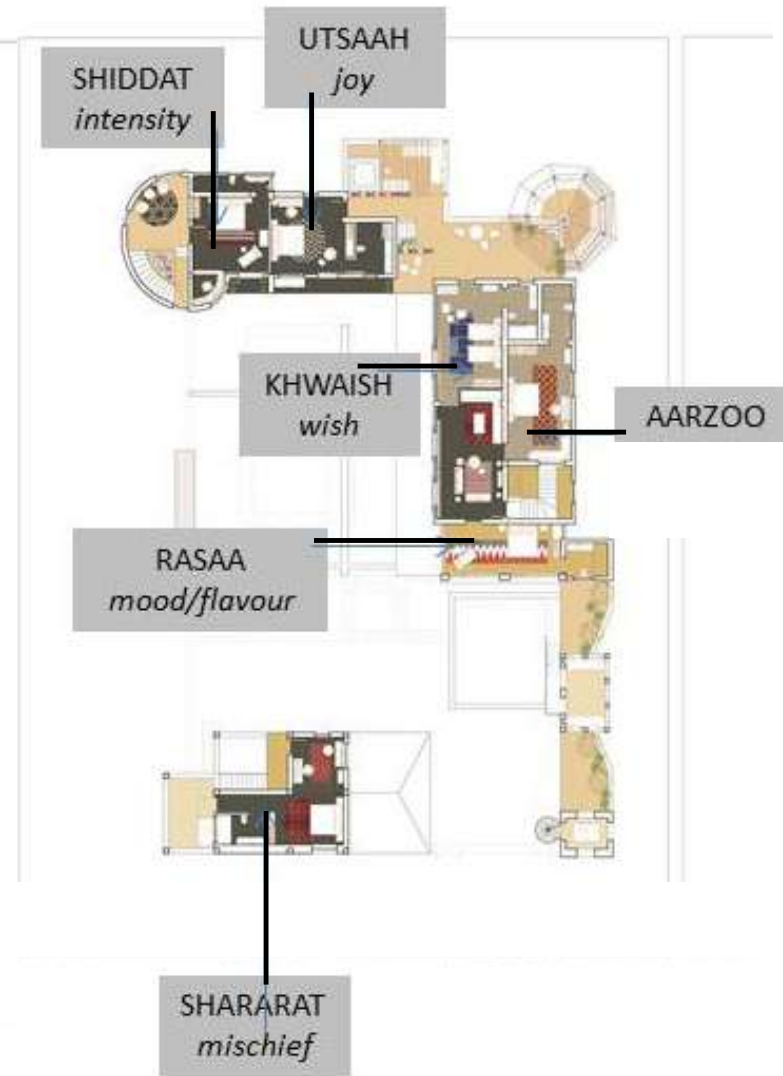 UTSAAH
joy
SHIDDAT
intensity
KHWAISH
wish
AARZOO
RASAA
mood/flavour
SHARARAT
mischief